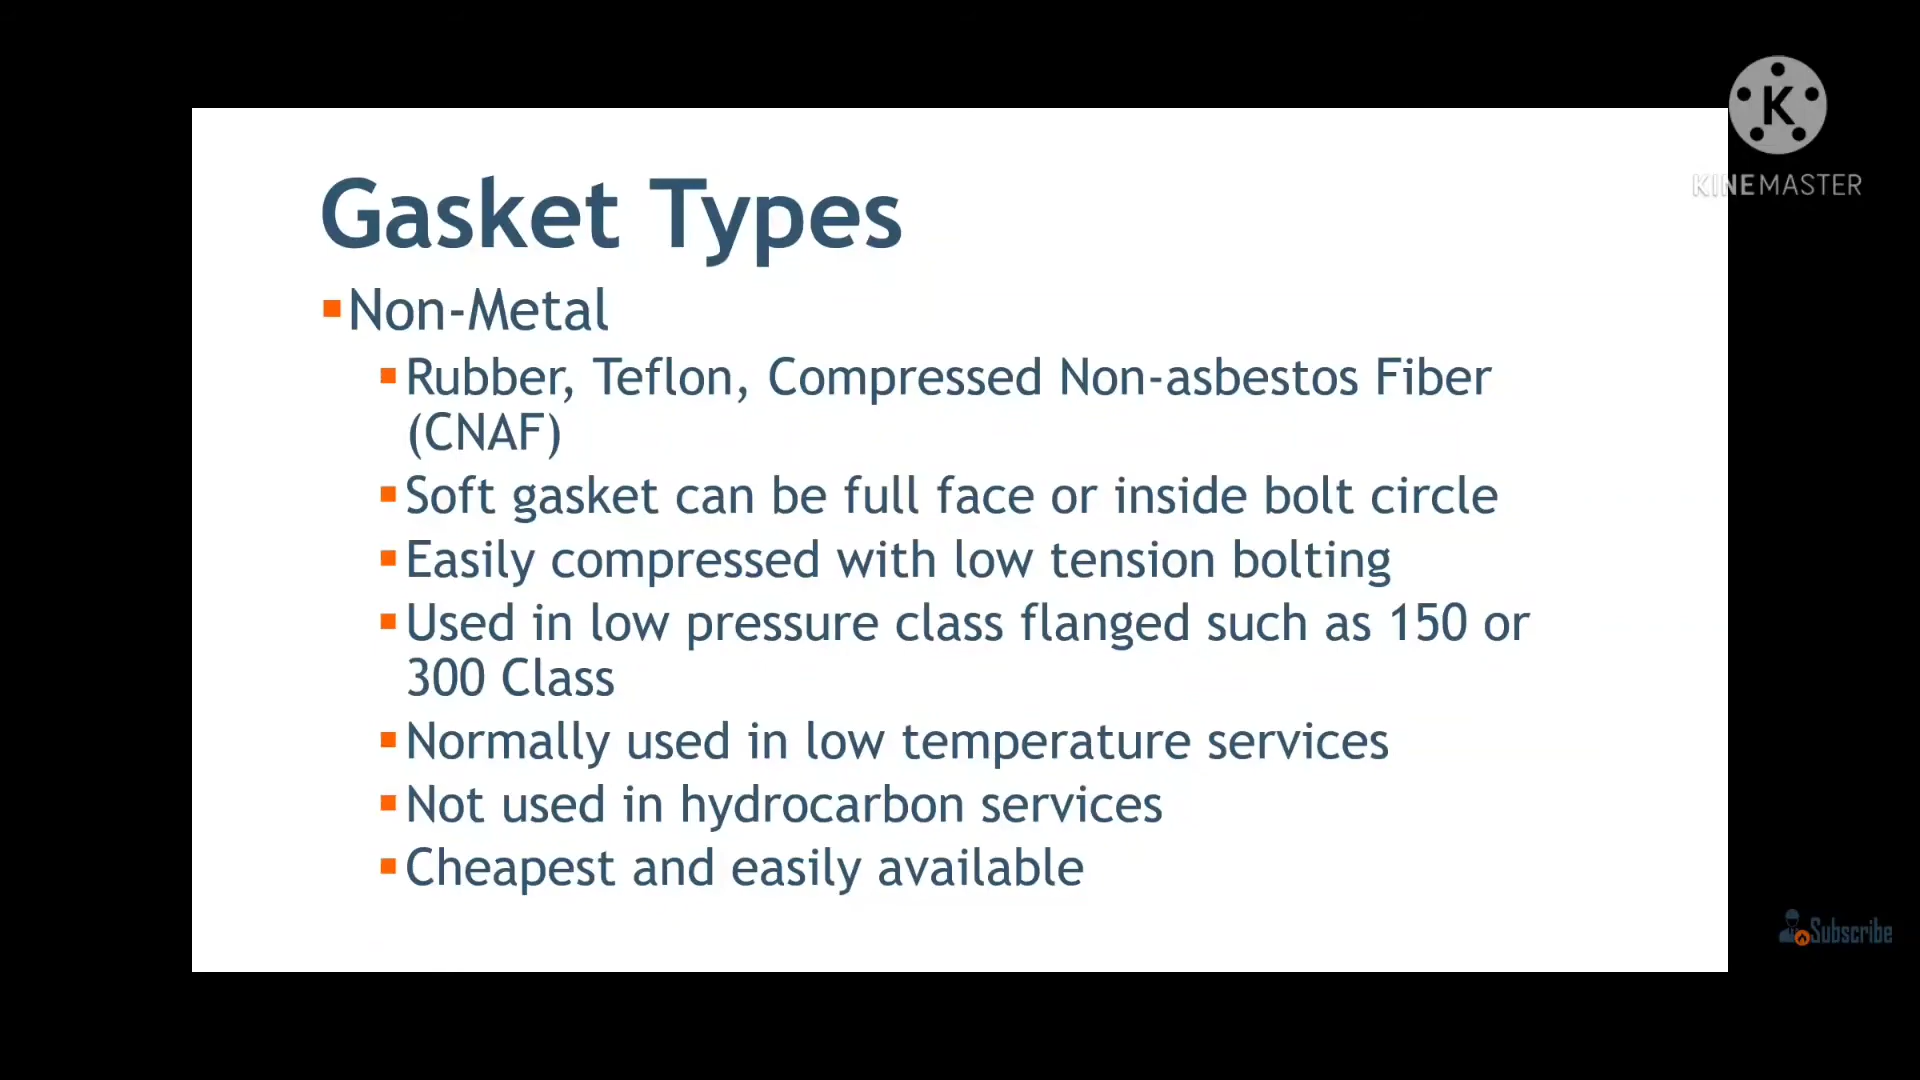 K
KINEMASTER
Gasket Types
Non-Metal
Rubber, Teflon, Compressed Non-asbestos Fiber
(CNAF)
Soft gasket can be full face or inside bolt circle
Easily compressed with low tension bolting
Used in low pressure class flanged such as 150 or
300 Class
Normally used in low temperature services
Not used in hydrocarbon services
Cheapest and easily available
Subscribe